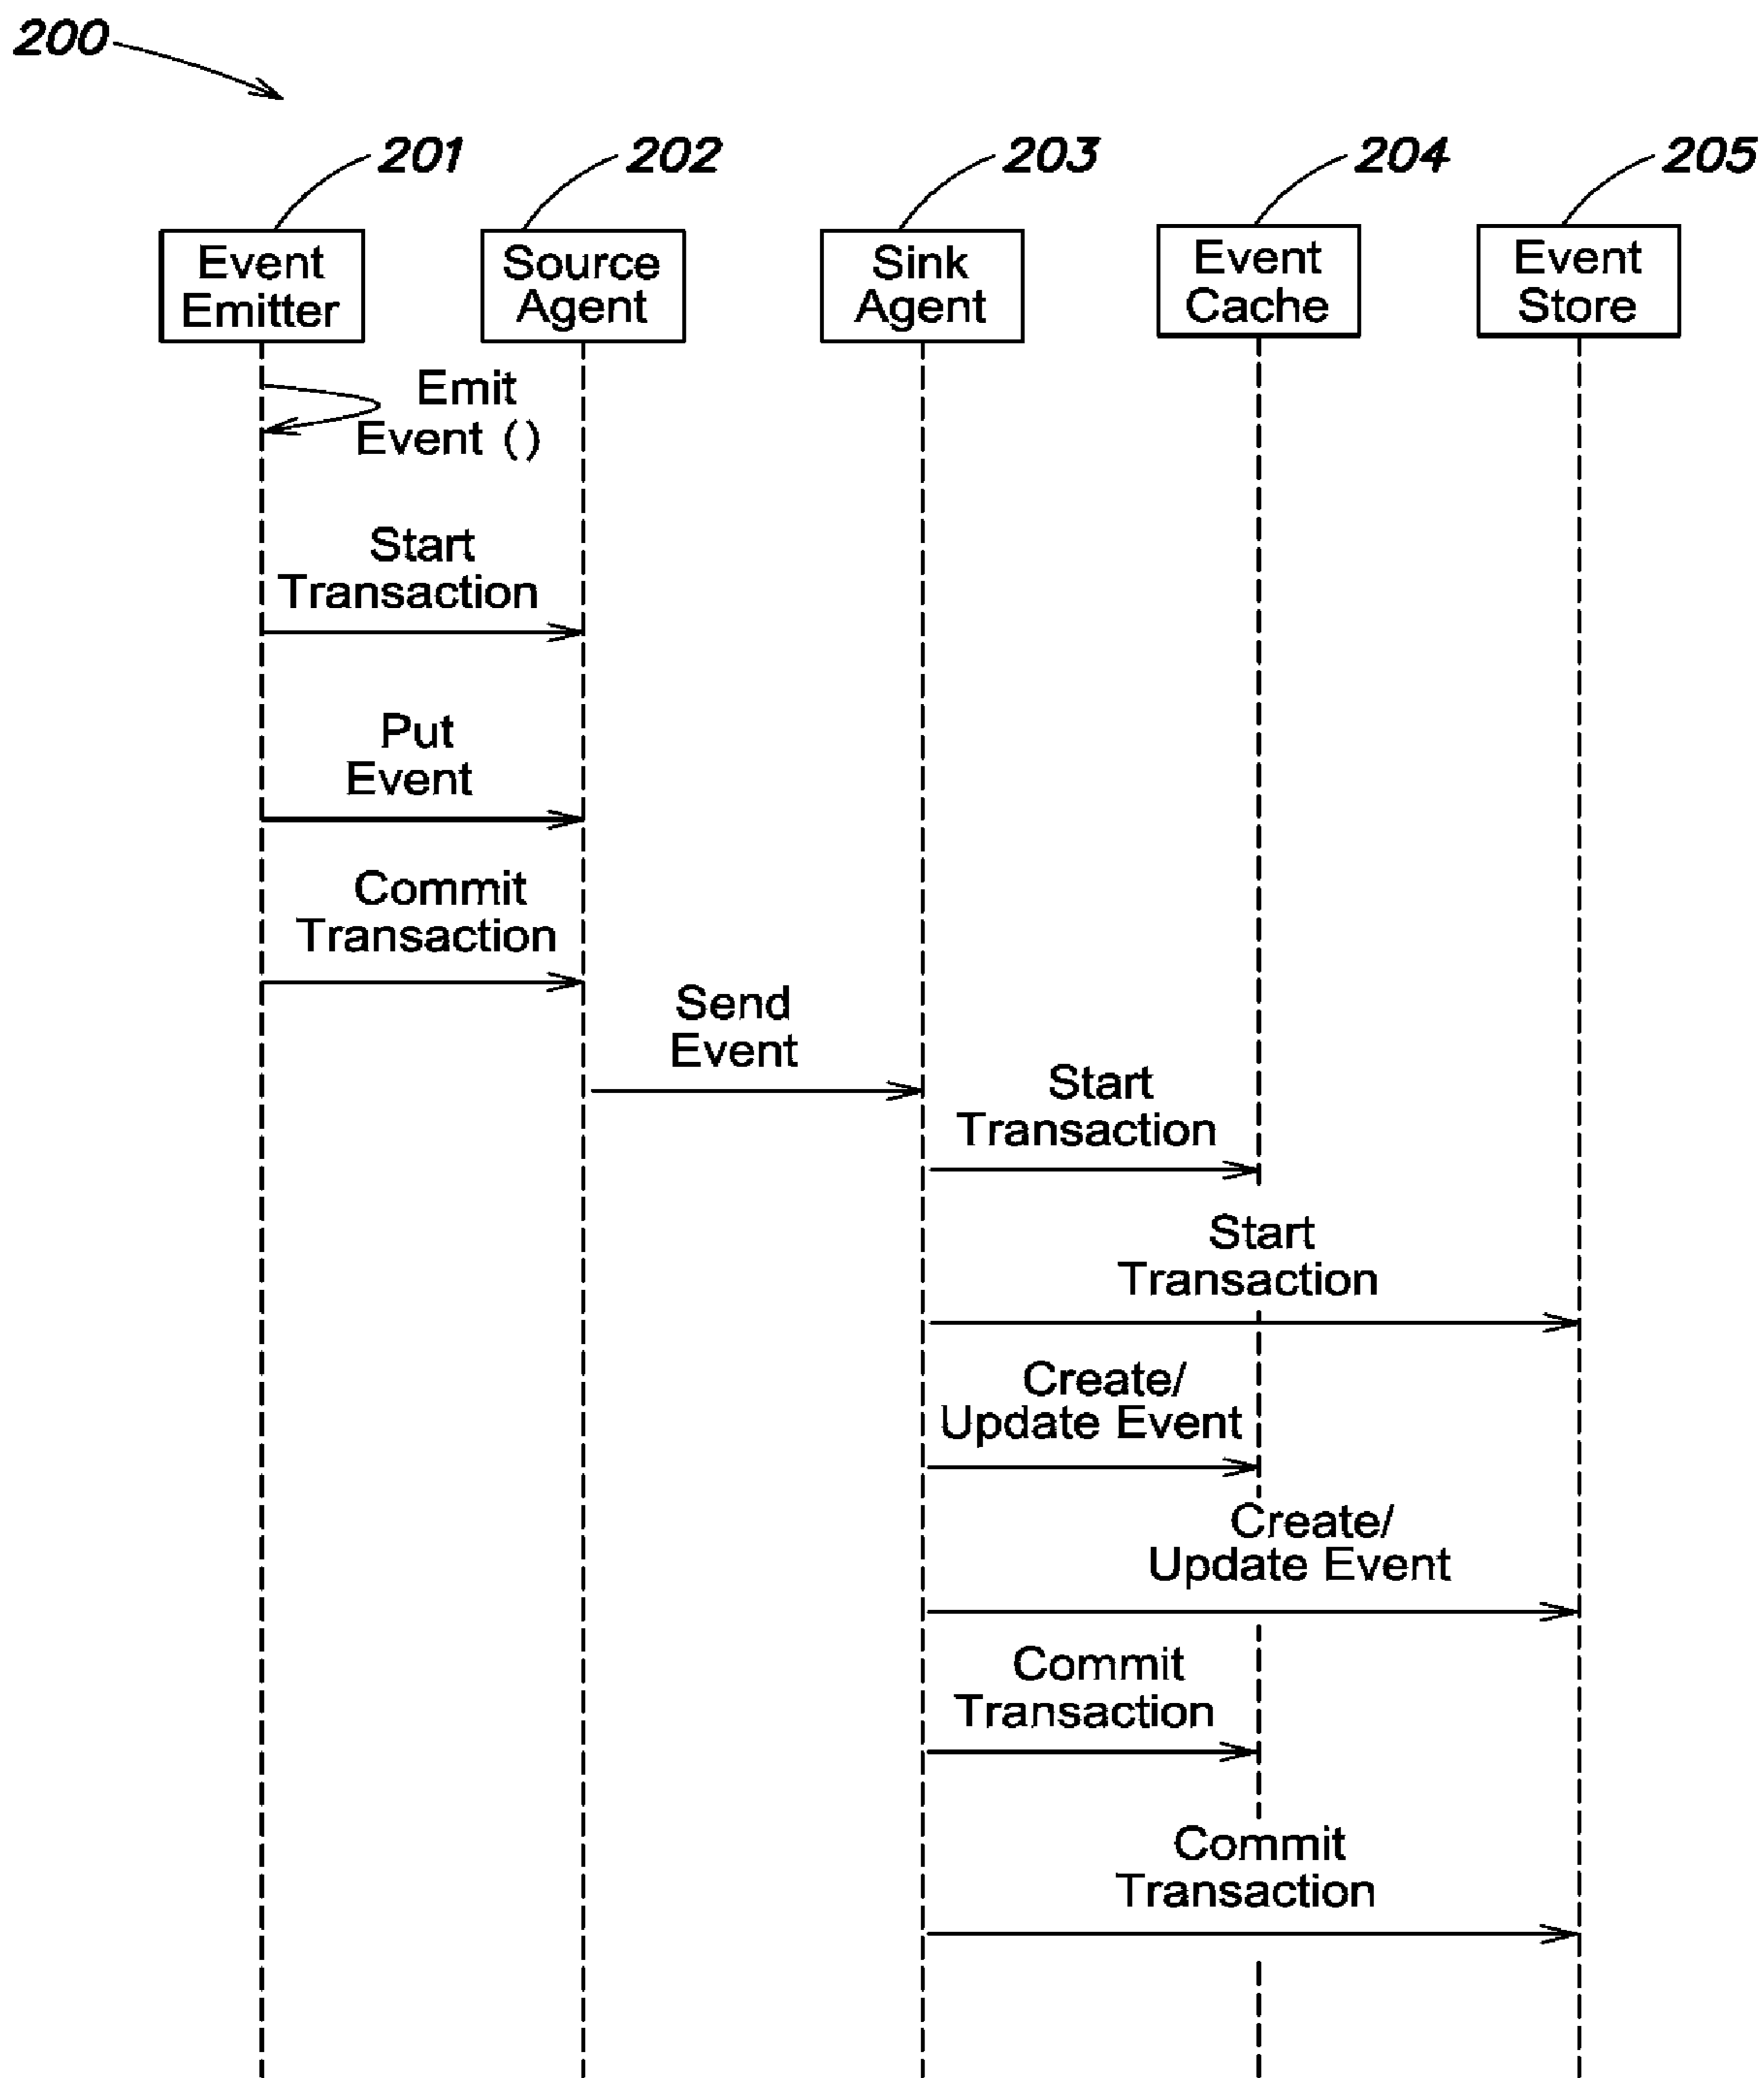 200
201
202
203
204
205
Event
Emitter
Source
Agent
Sink
Agent
Event
Cache
Event
Store
Emit
Event ()
Start
Transaction
Put
Event
Commit
Transaction
Send
Event
Start
Transaction
Start
Transaction
Create/
Update Event
Create/
Update Event
Commit
Transaction
Commit
Transaction